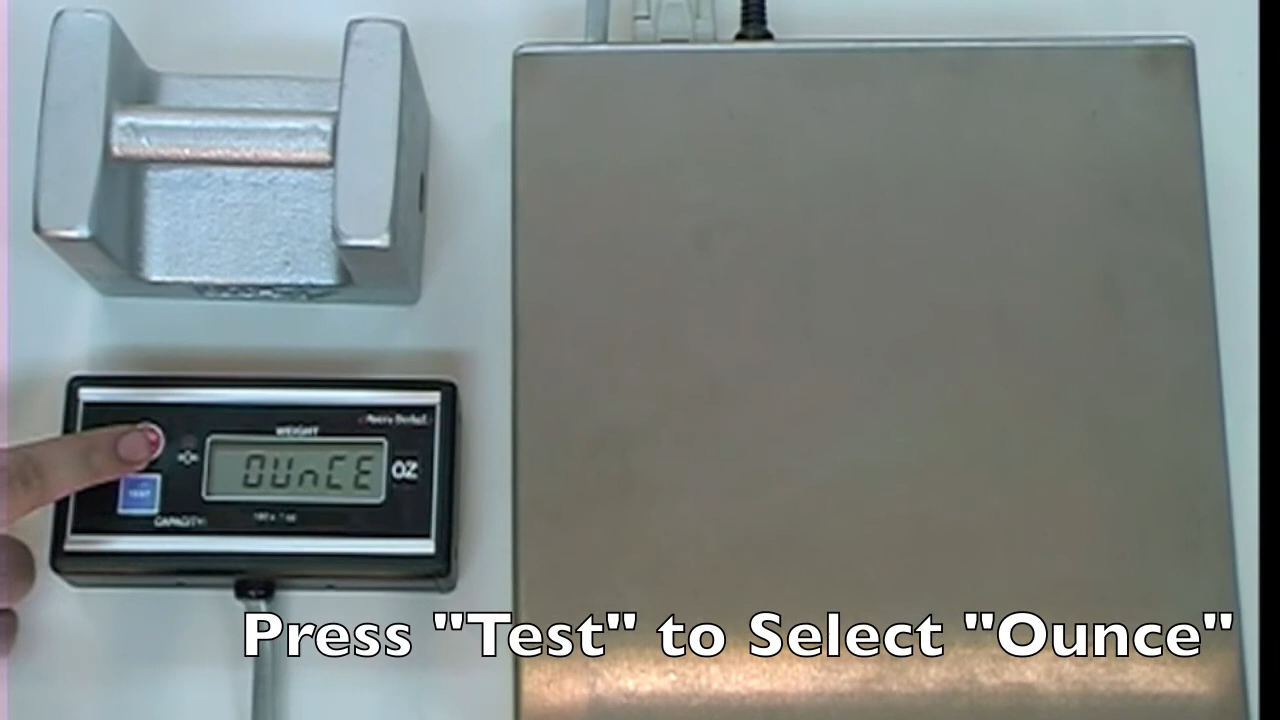 WEIGHT
OUnCE OZ
TEST
CAPACITY:
Press "Test" to Select "Ounce"